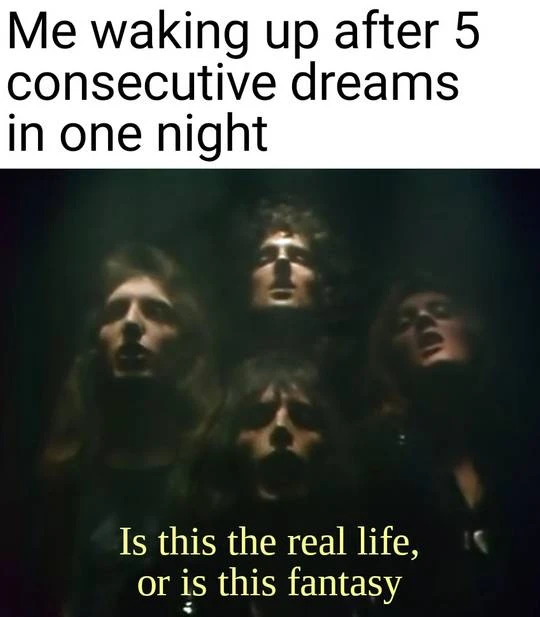 Me waking up after 5
consecutive dreams
in one night
Is this the real life,
or is this fantasy